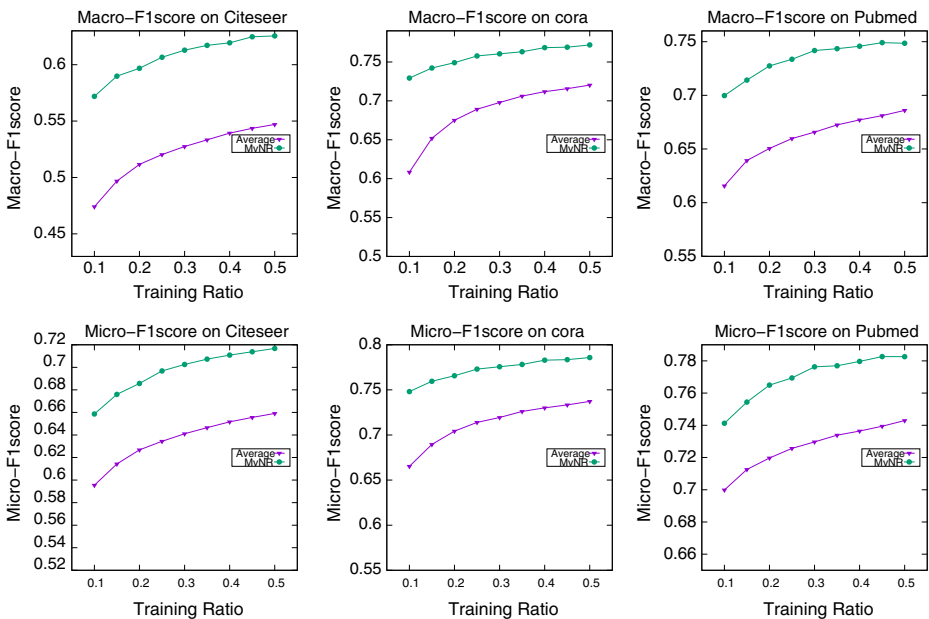 Macro−F1score on Citeseer
Macro−F1score
0.6
0.55
0.5
0.45
Average
MvNR
0.1 0.2 0.3 0.4 0.5
Training Ratio
Macro−F1score on cora
Macro−F1score
0.75
0.7
0.65
0.6
0.55
0.5
Average
MvNR
0.1 0.2 0.3 0.4 0.5
Training Ratio
Macro−F1score on Pubmed
Macro−F1score
0.75
0.7
0.65
0.6
0.55
Average
MvNR
0.1 0.2 0.3 0.4 0.5
Training Ratio
Micro−F1score on Citeseer
Micro−F1score
0.72
0.7
0.68
0.66
0.64
0.62
0.6
0.58
0.56
0.54
0.52
Average
MvNR
0.1 0.2 0.3 0.4 0.5
Training Ratio
Micro−F1score on cora
Micro−F1score
0.8
0.75
0.7
0.65
0.6
0.55
Average
MvNR
0.1 0.2 0.3 0.4 0.5
Training Ratio
Micro−F1score on Pubmed
Micro−F1score
0.78
0.76
0.74
0.72
0.7
0.68
0.66
Average
MvNR
0.1 0.2 0.3 0.4 0.5
Training Ratio